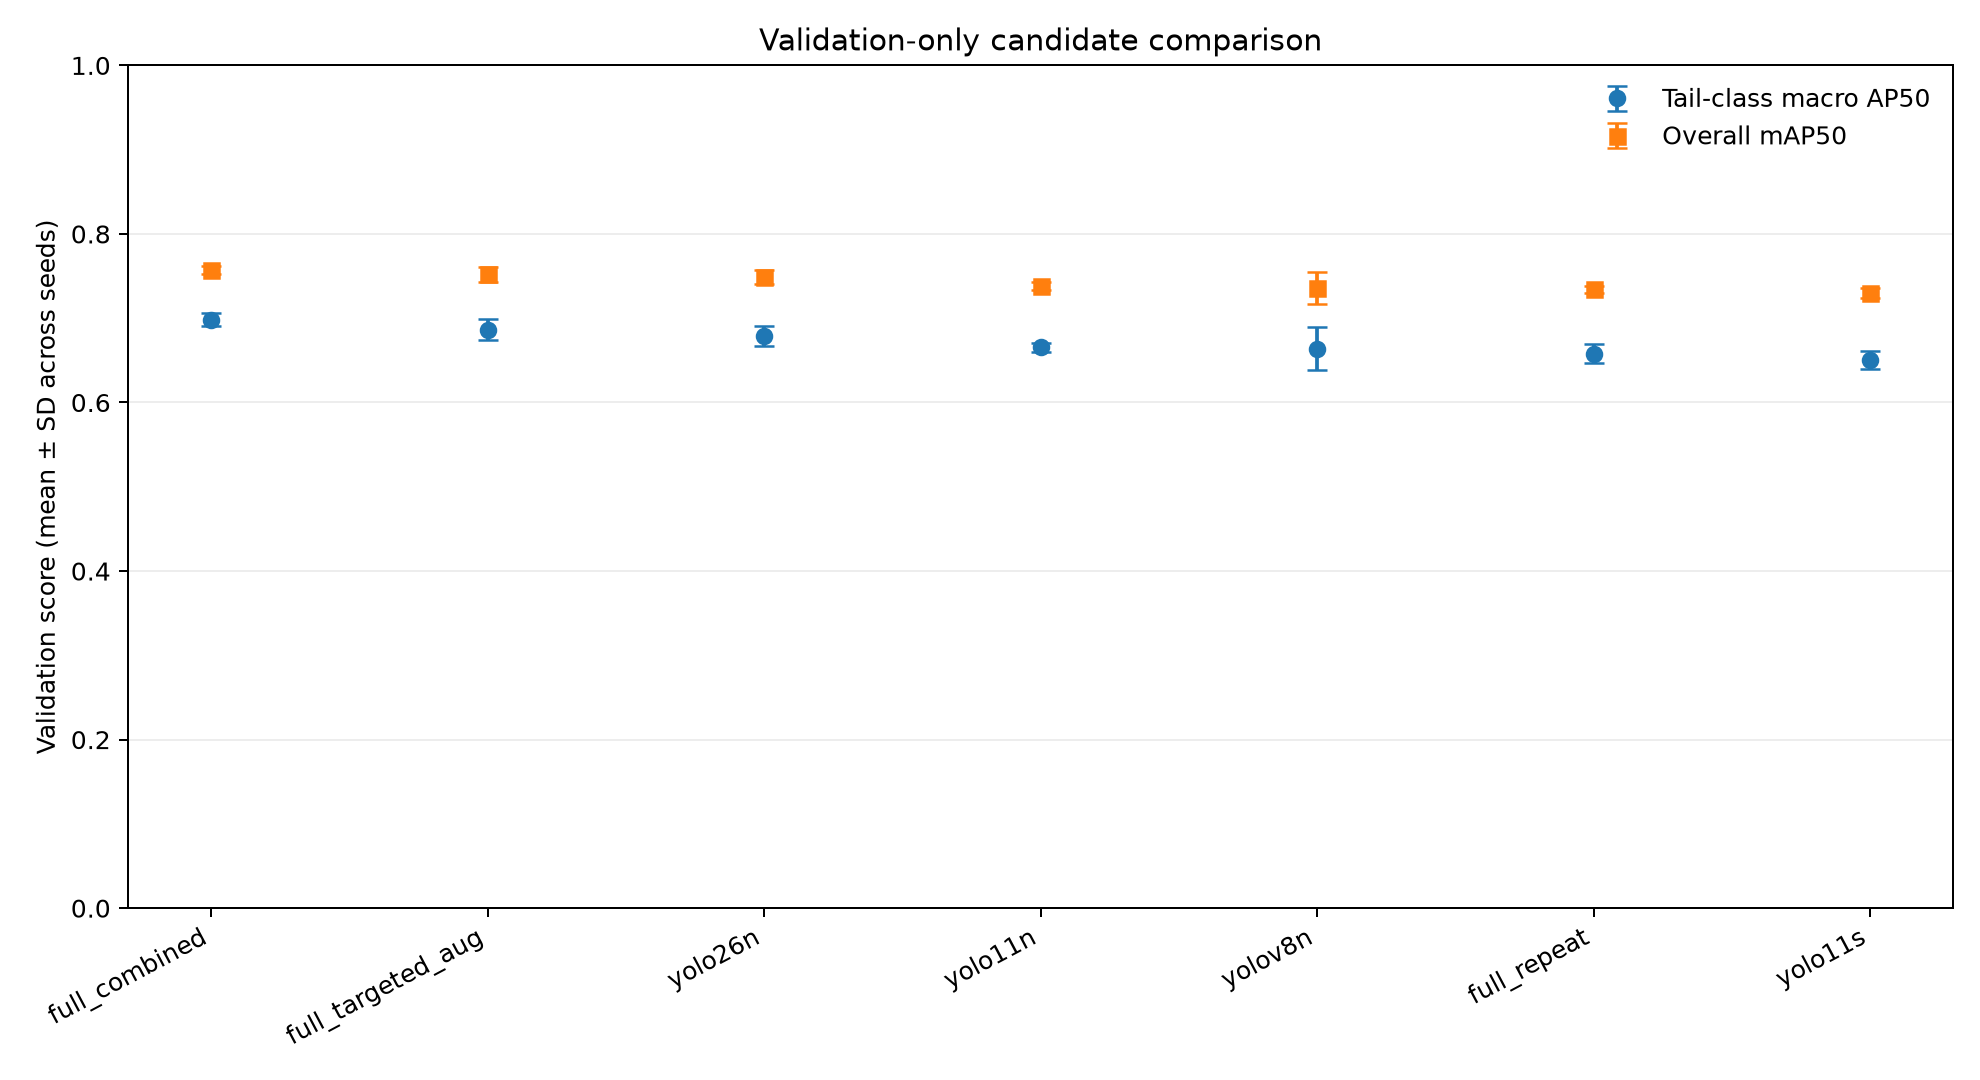 Validation-only candidate comparison
Tail-class macro AP50
Overall mAP50
Validation score (mean ± SD across seeds)
1.0
0.8
0.6
0.4
0.2
0.0
full_combined
full_targeted_aug
yolo26n
yolo11n
yolov8n
full_repeat
yolo11s